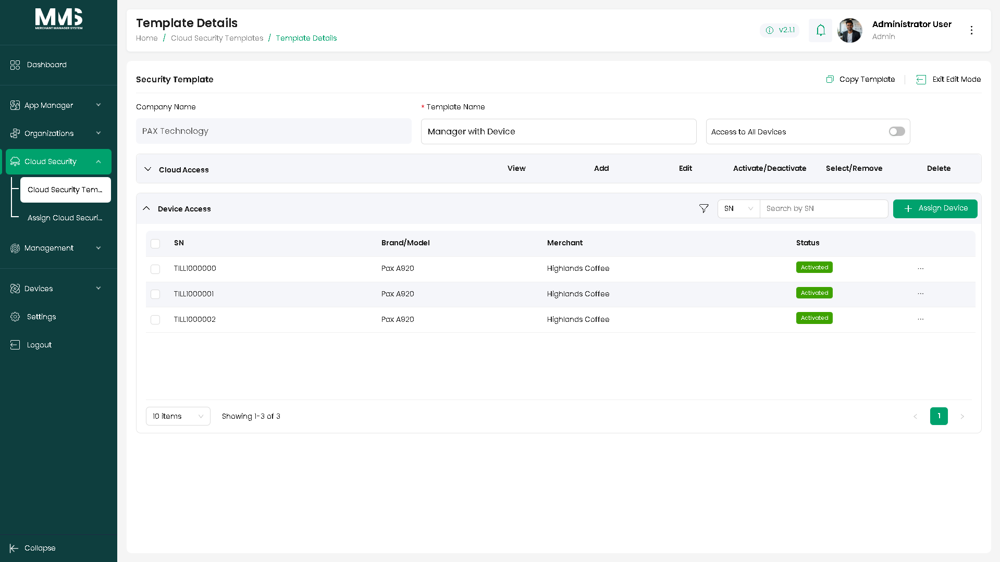 MMS
MERCHANT MANAGER SYSTEM
Dashboard
App Manager
Organizations
Cloud Security
Cloud Security Tem...
Assign Cloud Securi...
Management
Devices
Settings
Logout
Collapse
Template Details
Home / Cloud Security Templates / Template Details
v2.1.1
Administrator User
Admin
Security Template
Copy Template
Exit Edit Mode
Company Name
PAX Technology
* Template Name
Manager with Device
Access to All Devices
Cloud Access View Add Edit Activate/Deactivate Select/Remove Delete
Device Access SN Search by SN Assign Device
SN Brand/Model Merchant Status
TILL1000000 Pax A920 Highlands Coffee Activated ...
TILL1000001 Pax A920 Highlands Coffee Activated ...
TILL1000002 Pax A920 Highlands Coffee Activated ...
10 items Showing 1-3 of 3 < 1 >